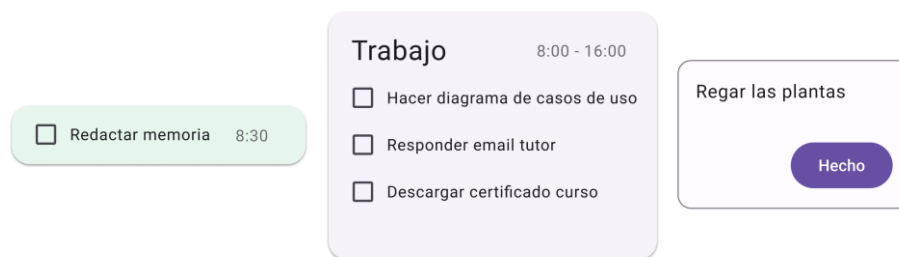 Redactar memoria 8:30
Trabajo 8:00 - 16:00
Hacer diagrama de casos de uso
Responder email tutor
Descargar certificado curso
Regar las plantas
Hecho